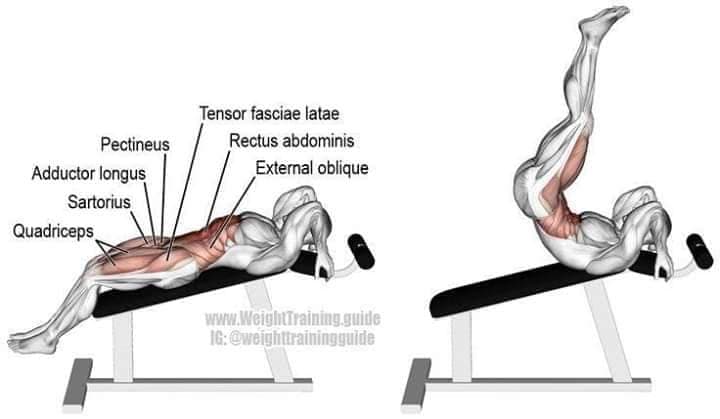 Tensor fasciae latae
Pectineus
Rectus abdominis
Adductor longus
External oblique
Sartorius
Quadriceps
www.WeightTraining.guide
IG: @weighttrainingguide